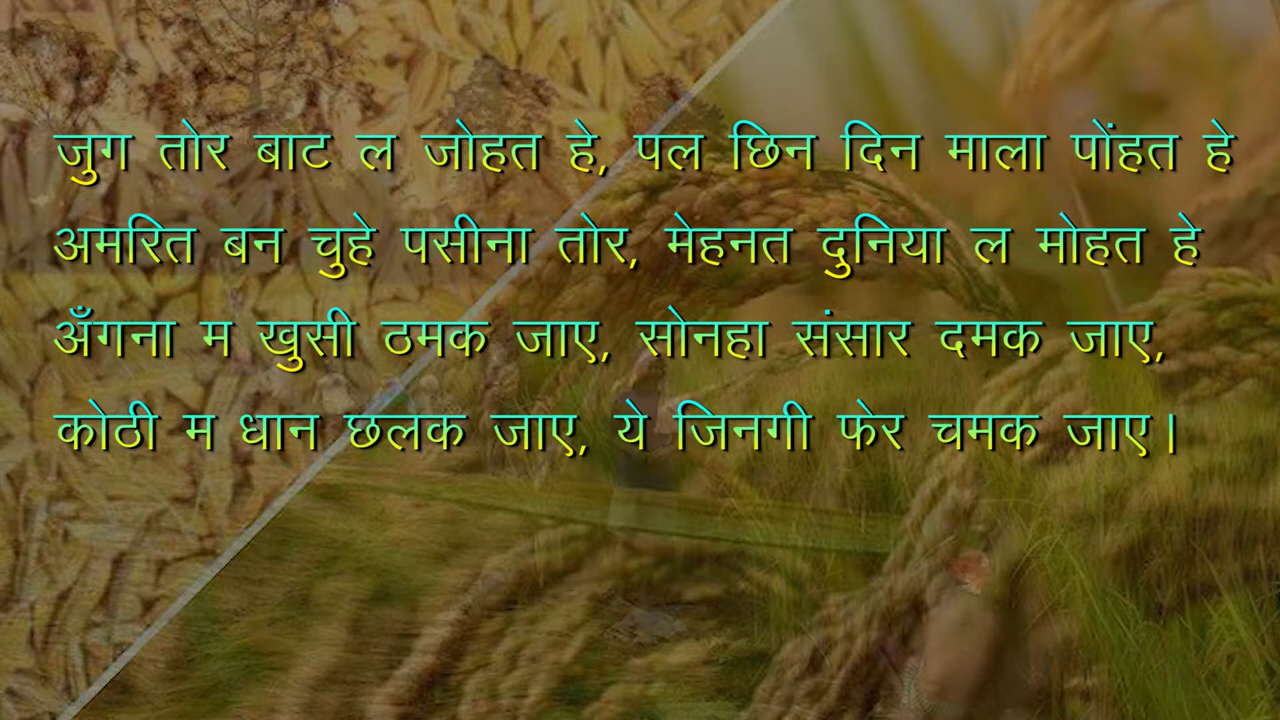 जुग तोर बाट ल जोहत हे, पल छिन दिन माला पोंहत हे
अमरित बन चुहे पसीना तोर, मेहनत दुनिया ल मोहत हे
अँगना म खुसी ठमक जाए, सोनहा संसार दमक जाए,
कोठी म धान छलक जाए, ये जिनगी फेर चमक जाए।